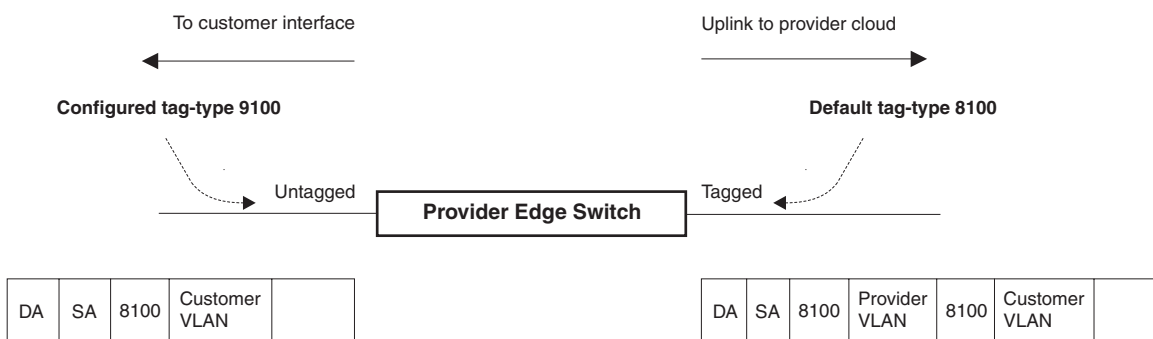 To customer interface
Uplink to provider cloud
Configured tag-type 9100
Default tag-type 8100
Untagged
Provider Edge Switch
Tagged
DA SA 8100 Customer VLAN
DA SA 8100 Provider VLAN 8100 Customer VLAN